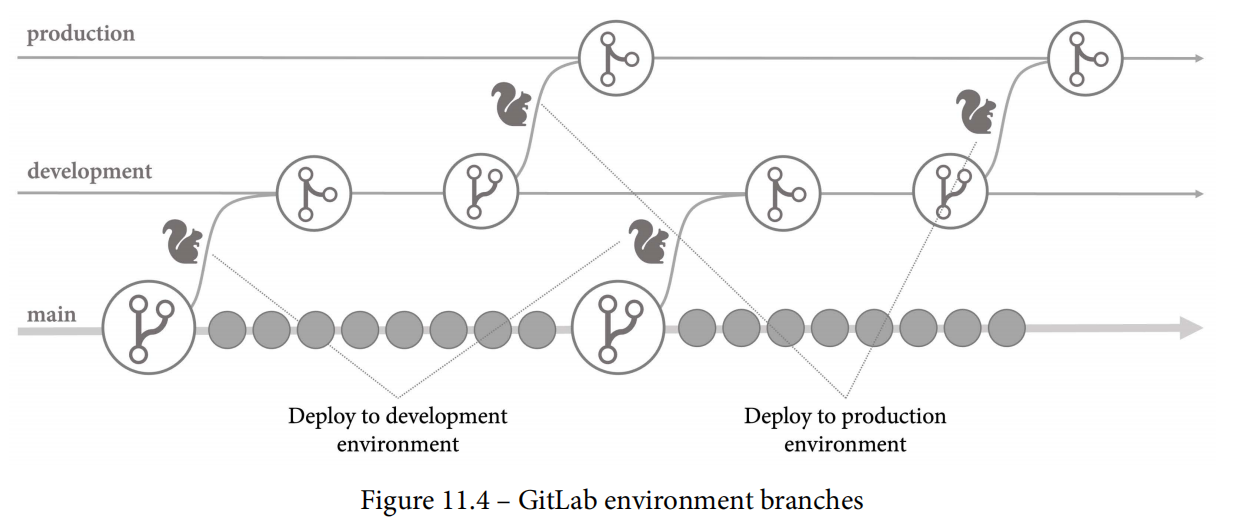 production
development
main
Deploy to development
environment
Deploy to production
environment
Figure 11.4 – GitLab environment branches